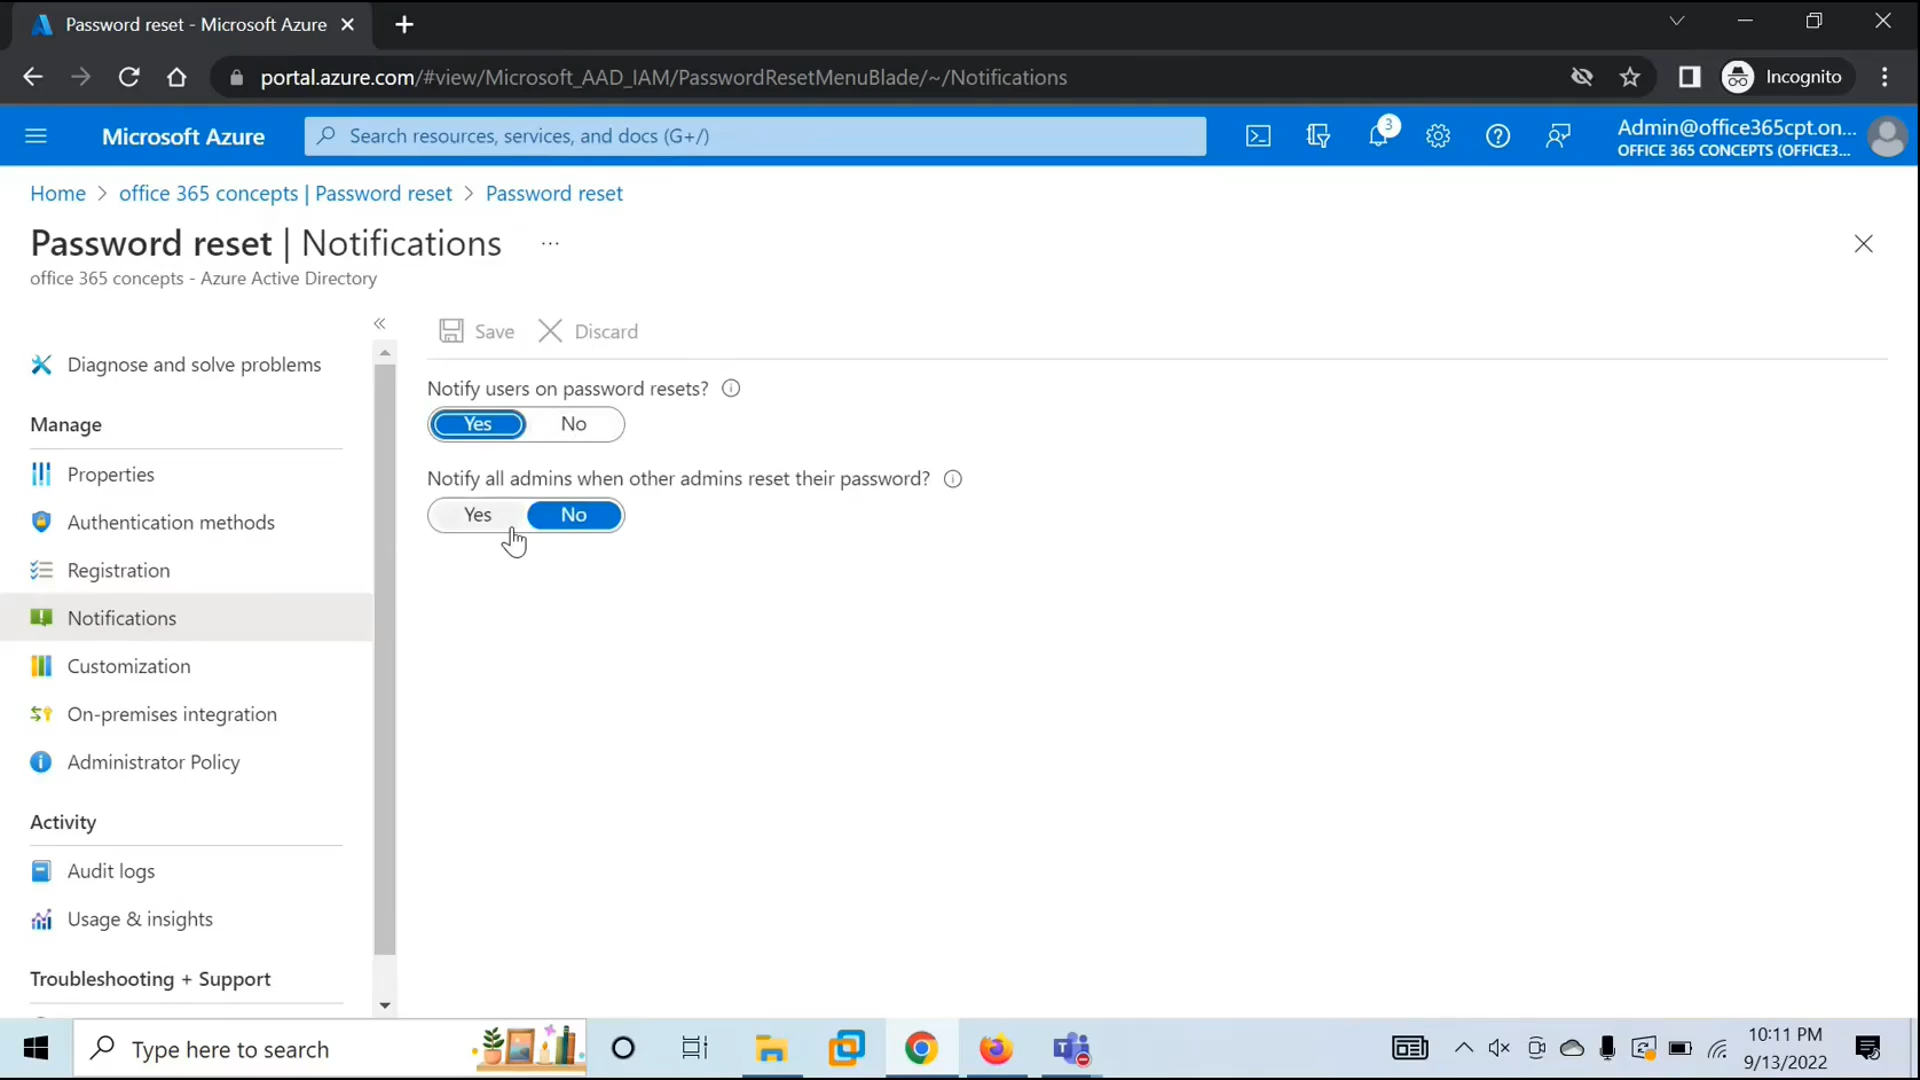 Password reset - Microsoft Azure
portal.azure.com/#view/Microsoft_AAD_IAM/PasswordResetMenuBlade/~/Notifications
Incognito
Microsoft Azure
Search resources, services, and docs (G+/)
3
Admin@office365cpt.on...
OFFICE 365 CONCEPTS (OFFICE3...
Home > office 365 concepts | Password reset > Password reset
Password reset | Notifications ...
office 365 concepts - Azure Active Directory
«
Save
Discard
Diagnose and solve problems
Manage
Properties
Authentication methods
Registration
Notifications
Customization
On-premises integration
Administrator Policy
Activity
Audit logs
Usage & insights
Troubleshooting + Support
Notify users on password resets?
Yes No
Notify all admins when other admins reset their password?
Yes No
Type here to search
10:11 PM
9/13/2022